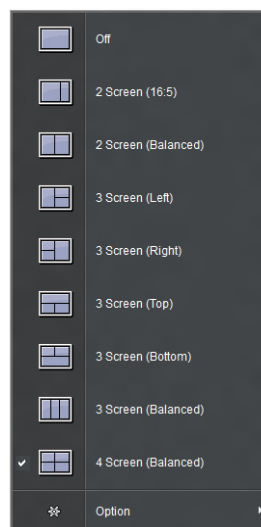 Off
2 Screen (16:5)
2 Screen (Balanced)
3 Screen (Left)
3 Screen (Right)
3 Screen (Top)
3 Screen (Bottom)
3 Screen (Balanced)
4 Screen (Balanced)
Option